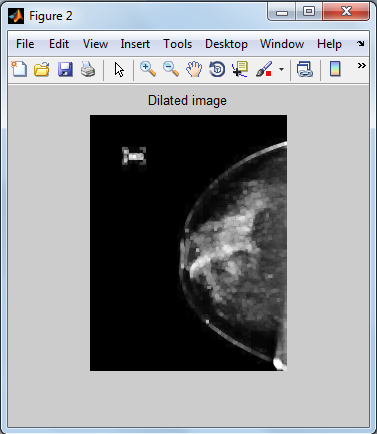 Figure 2
File Edit View Insert Tools Desktop Window Help
Dilated image